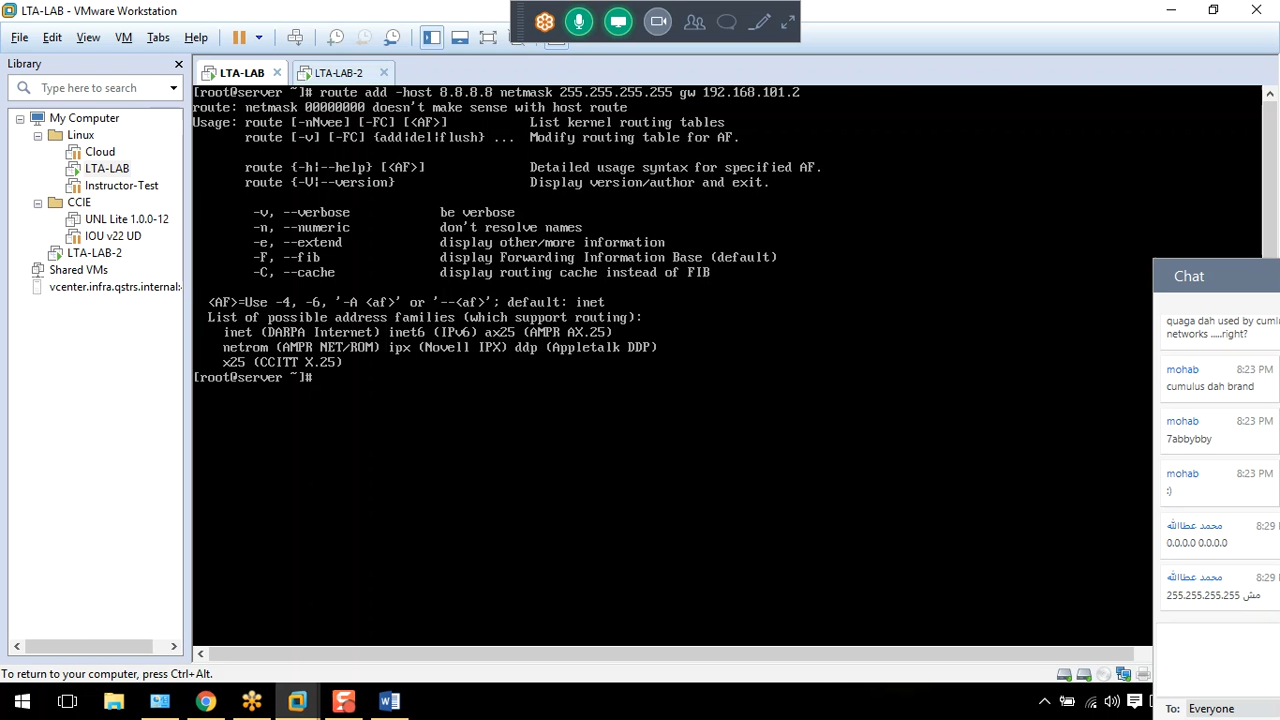 LTA-LAB - VMware Workstation
File Edit View VM Tabs Help
Library
Type here to search
My Computer
Linux
Cloud
LTA-LAB
Instructor-Test
CCIE
UNL Lite 1.0.0-12
IOU v22 UD
LTA-LAB-2
Shared VMs
vcenter.infra.qstrs.internal:
LTA-LAB
LTA-LAB-2
[root@server ~]# route add -host 8.8.8.8 netmask 255.255.255.255 gw 192.168.101.2
route: netmask 00000000 doesn't make sense with host route
Usage: route [-nNvee] [-FC] [<AF>] List kernel routing tables
route [-v] [-FC] {add|del|flush} ... Modify routing table for AF.
route {-h|--help} [<AF>] Detailed usage syntax for specified AF.
route {-V|--version} Display version/author and exit.
-v, --verbose be verbose
-n, --numeric don't resolve names
-e, --extend display other/more information
-F, --fib display Forwarding Information Base (default)
-C, --cache display routing cache instead of FIB
<AF>=Use -4, -6, '-A <af>' or '--<af>'; default: inet
List of possible address families (which support routing):
inet (DARPA Internet) inet6 (IPv6) ax25 (AMPR AX.25)
netrom (AMPR NET/ROM) ipx (Novell IPX) ddp (Appletalk DDP)
x25 (CCITT X.25)
[root@server ~]#
Chat
quaga dah used by cumlu
networks .....right?
mohab 8:23 PM
cumulus dah brand
mohab 8:23 PM
7abbybby
mohab 8:23 PM
:)
محمد عطاالله 8:29
0.0.0.0 0.0.0.0
محمد عطاالله 8:29
مش 255.255.255.255
To: Everyone
To return to your computer, press Ctrl+Alt.